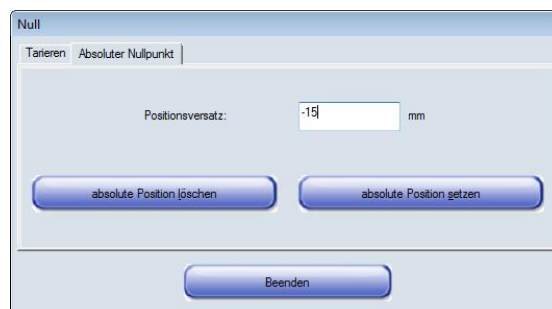 Null
Tarieren Absoluter Nullpunkt
Positionsversatz: -15 mm
absolute Position löschen absolute Position setzen
Beenden